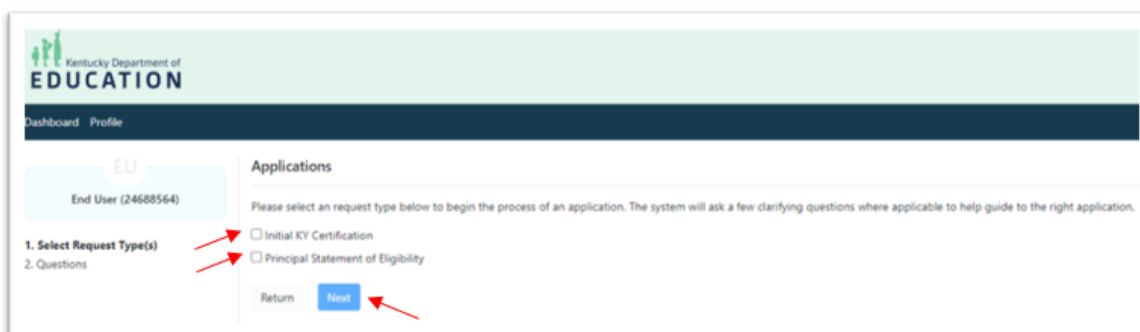 Kentucky Department of
EDUCATION
Dashboard Profile
EU
End User (24688564)
1. Select Request Type(s)
2. Questions
Applications
Please select an request type below to begin the process of an application. The system will ask a few clarifying questions where applicable to help guide to the right application.
Initial KY Certification
Principal Statement of Eligibility
Return Next